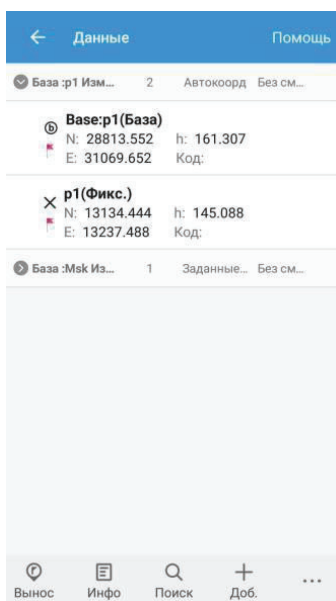 Данные Помощь
База :p1 Изм... 2 Автокоорд Без см...
Base:p1(База)
N: 28813.552 h: 161.307
E: 31069.652 Код:
p1(Фикс.)
N: 13134.444 h: 145.088
E: 13237.488 Код:
База :Msk Из... 1 Заданные... Без см...
Вынос Инфо Поиск Доб.